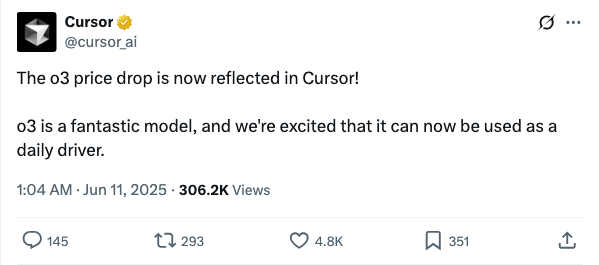 Cursor
@cursor_ai
The o3 price drop is now reflected in Cursor!
o3 is a fantastic model, and we're excited that it can now be used as a
daily driver.
1:04 AM · Jun 11, 2025 · 306.2K Views
145 293 4.8K 351